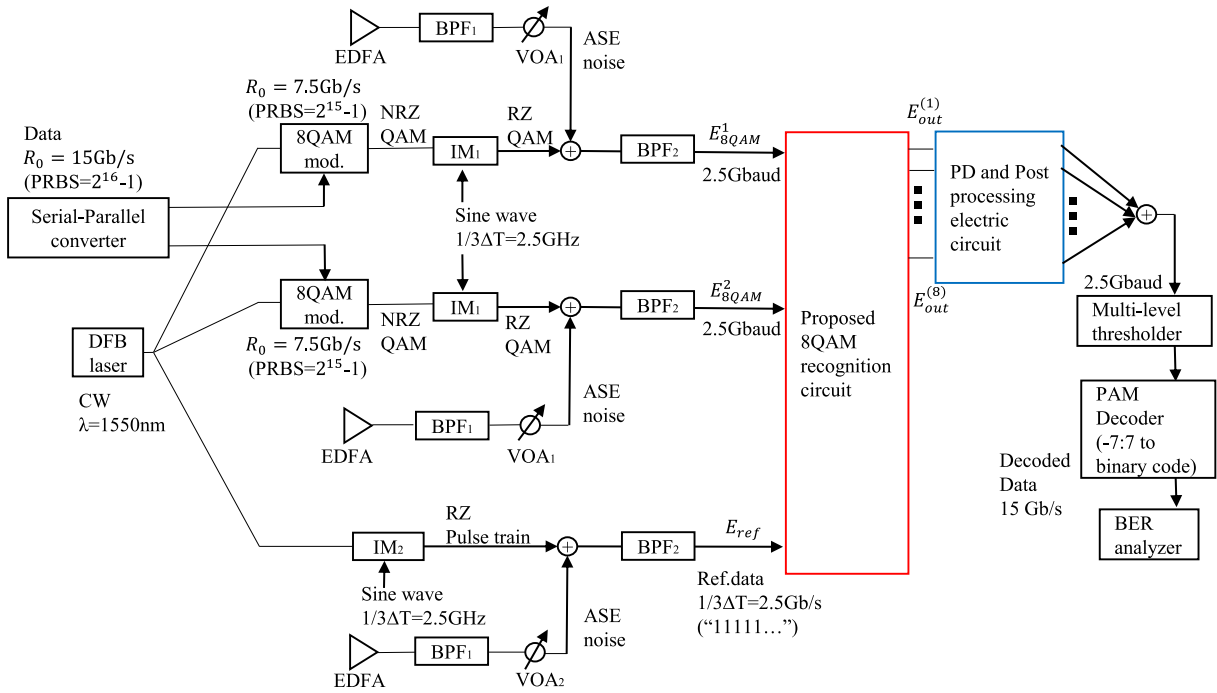 EDFA
BPF₁
VOA₁
ASE
noise
R₀ = 7.5Gb/s
(PRBS=2¹⁵-1)
8QAM
mod.
NRZ
QAM
IM₁
RZ
QAM
+
BPF₂
E¹₈QAM
2.5Gbaud
Data
R₀ = 15Gb/s
(PRBS=2¹⁶-1)
Serial-Parallel
converter
Sine wave
1/3ΔT=2.5GHz
8QAM
mod.
R₀ = 7.5Gb/s
(PRBS=2¹⁵-1)
NRZ
QAM
IM₁
RZ
QAM
+
BPF₂
E²₈QAM
2.5Gbaud
ASE
noise
EDFA
BPF₁
VOA₁
DFB
laser
CW
λ=1550nm
IM₂
RZ
Pulse train
+
BPF₂
E_ref
Sine wave
1/3ΔT=2.5GHz
Ref.data
1/3ΔT=2.5Gb/s
(“11111…”)
ASE
noise
EDFA
BPF₁
VOA₂
Proposed
8QAM
recognition
circuit
E_out⁽¹⁾
E_out⁽⁸⁾
PD and Post
processing
electric
circuit
+
2.5Gbaud
Multi-level
thresholder
PAM
Decoder
(-7:7 to
binary code)
Decoded
Data
15 Gb/s
BER
analyzer